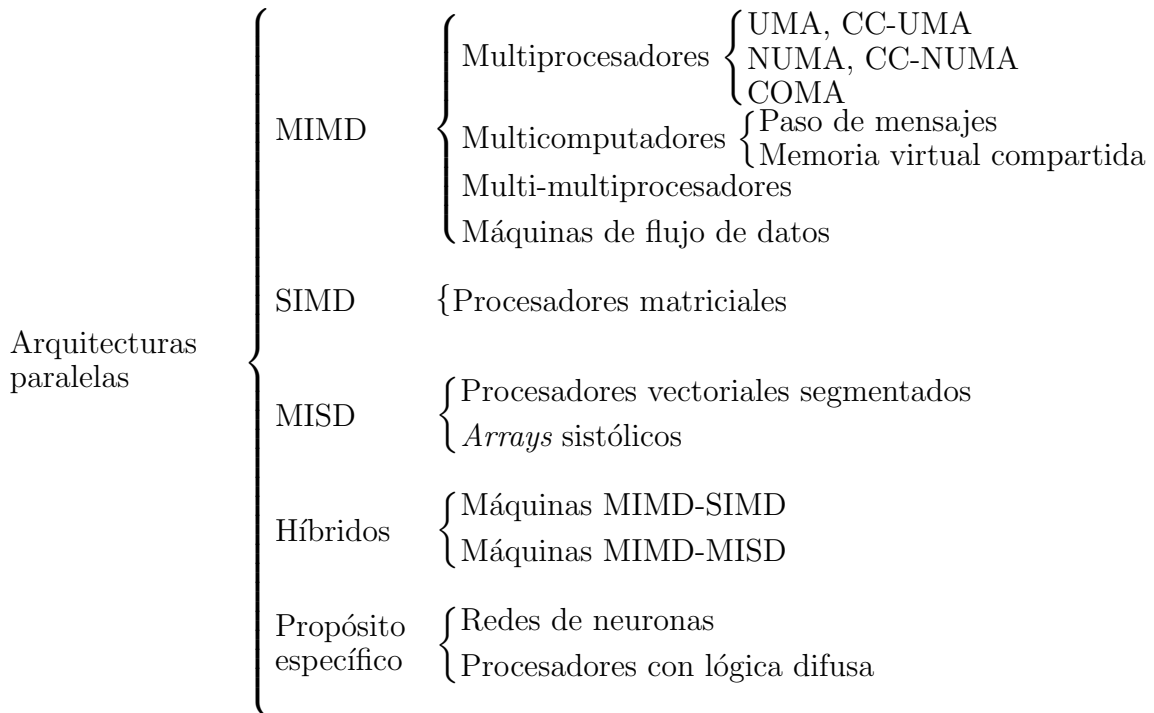 Arquitecturas
paralelas
MIMD
Multiprocesadores
UMA, CC-UMA
NUMA, CC-NUMA
COMA
Multicomputadores
Paso de mensajes
Memoria virtual compartida
Multi-multiprocesadores
Máquinas de flujo de datos
SIMD
Procesadores matriciales
MISD
Procesadores vectoriales segmentados
Arrays sistólicos
Híbridos
Máquinas MIMD-SIMD
Máquinas MIMD-MISD
Propósito
específico
Redes de neuronas
Procesadores con lógica difusa